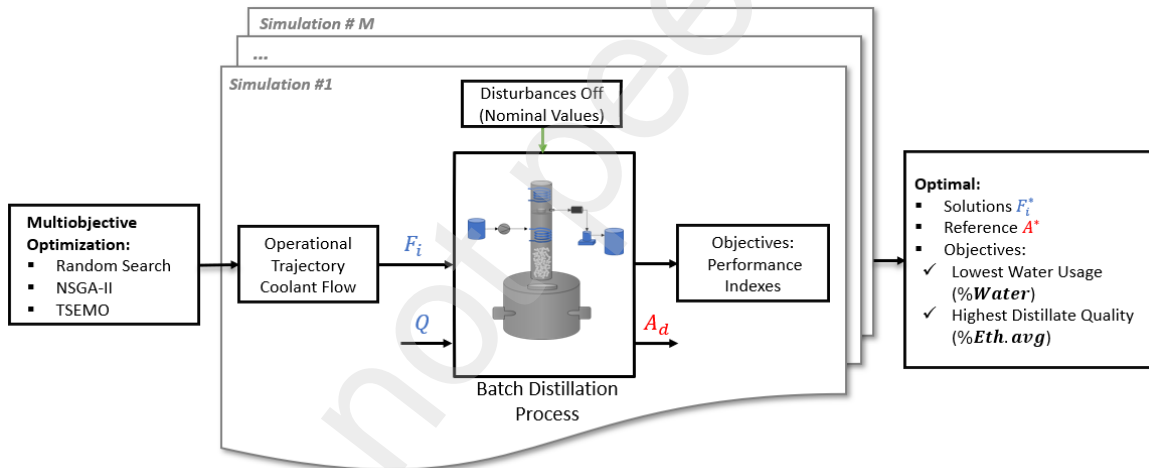 Simulation # M
...
Simulation #1
Disturbances Off
(Nominal Values)
Multiobjective
Optimization:
▪ Random Search
▪ NSGA-II
▪ TSEMO
Operational
Trajectory
Coolant Flow
F_i
Q
A_d
Batch Distillation
Process
Objectives:
Performance
Indexes
Optimal:
▪ Solutions F_i^*
▪ Reference A^*
▪ Objectives:
✓ Lowest Water Usage
(%Water)
✓ Highest Distillate Quality
(%Eth.avg)
not pee